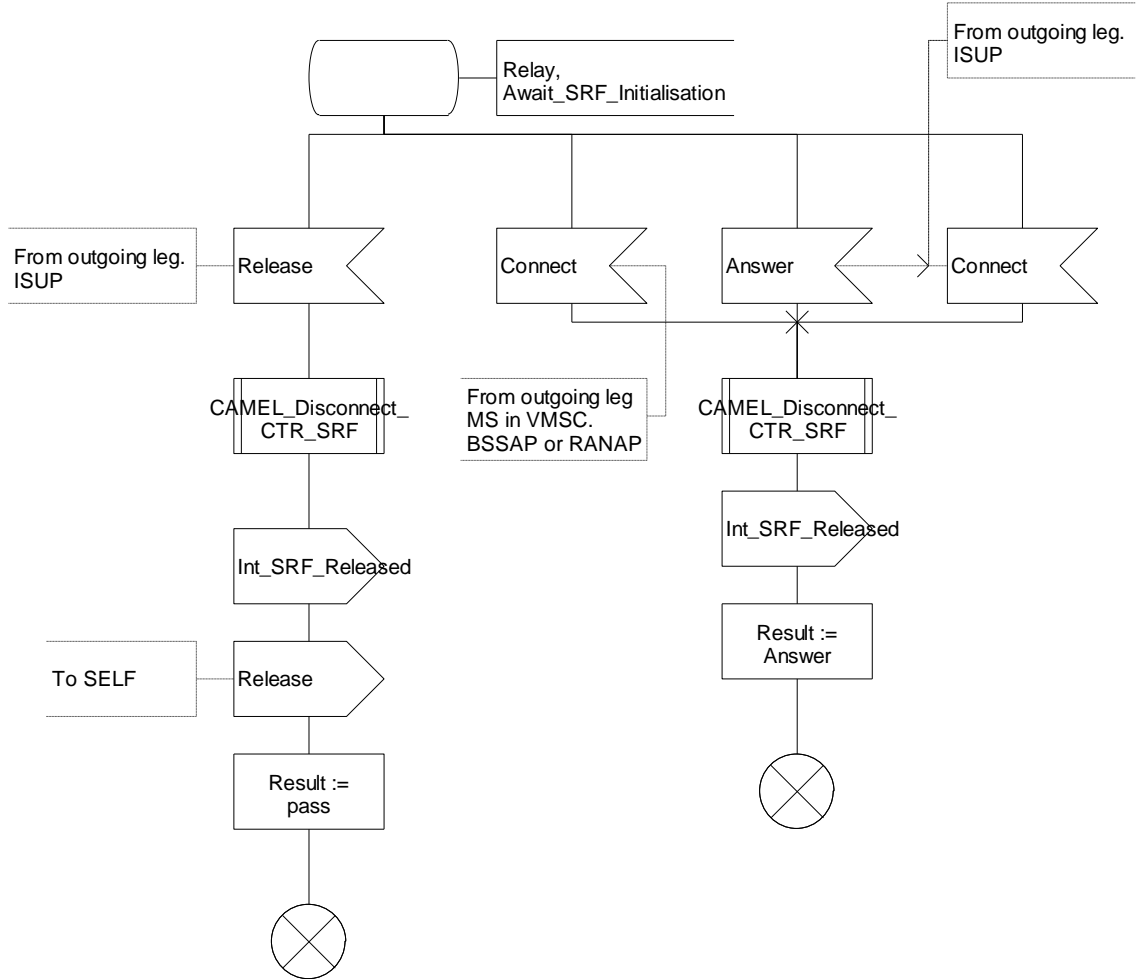 From outgoing leg.
ISUP
Relay,
Await_SRF_Initialisation
From outgoing leg.
ISUP
Release
Connect
Answer
Connect
CAMEL_Disconnect_
CTR_SRF
From outgoing leg
MS in VMSC.
BSSAP or RANAP
CAMEL_Disconnect_
CTR_SRF
Int_SRF_Released
Int_SRF_Released
Result :=
Answer
To SELF
Release
Result :=
pass